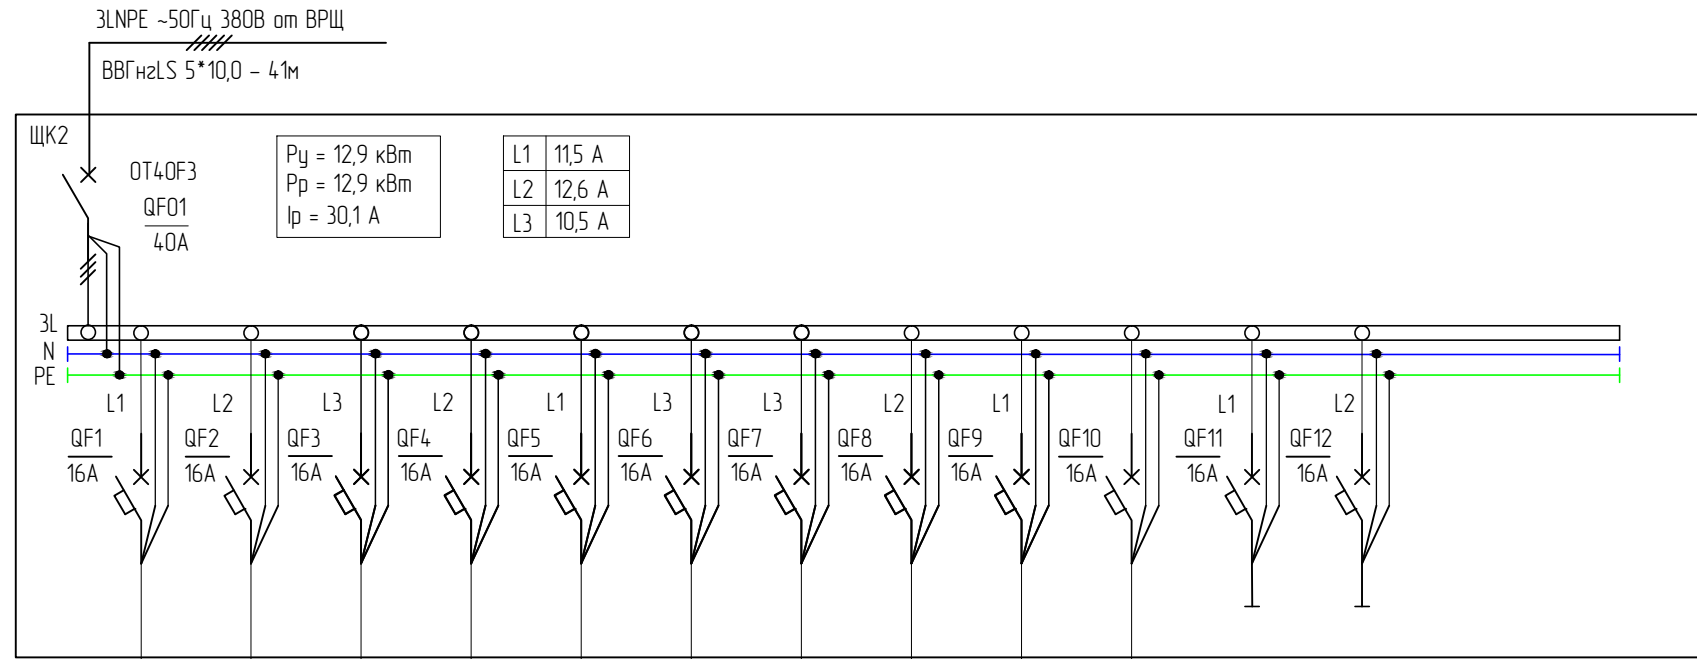 3LNPE ~50Гц 380В от ВРЩ
ВВГнгLS 5*10,0 - 41м
ЩК2
OT40F3
QF01
40А
Ру = 12,9 кВт
Рр = 12,9 кВт
Iр = 30,1 А
L1 11,5 А
L2 12,6 А
L3 10,5 А
3L
N
PE
L1 L2 L3 L2 L1 L3 L3 L2 L1 L1 L2
QF1 QF2 QF3 QF4 QF5 QF6 QF7 QF8 QF9 QF10 QF11 QF12
16А 16А 16А 16А 16А 16А 16А 16А 16А 16А 16А 16А